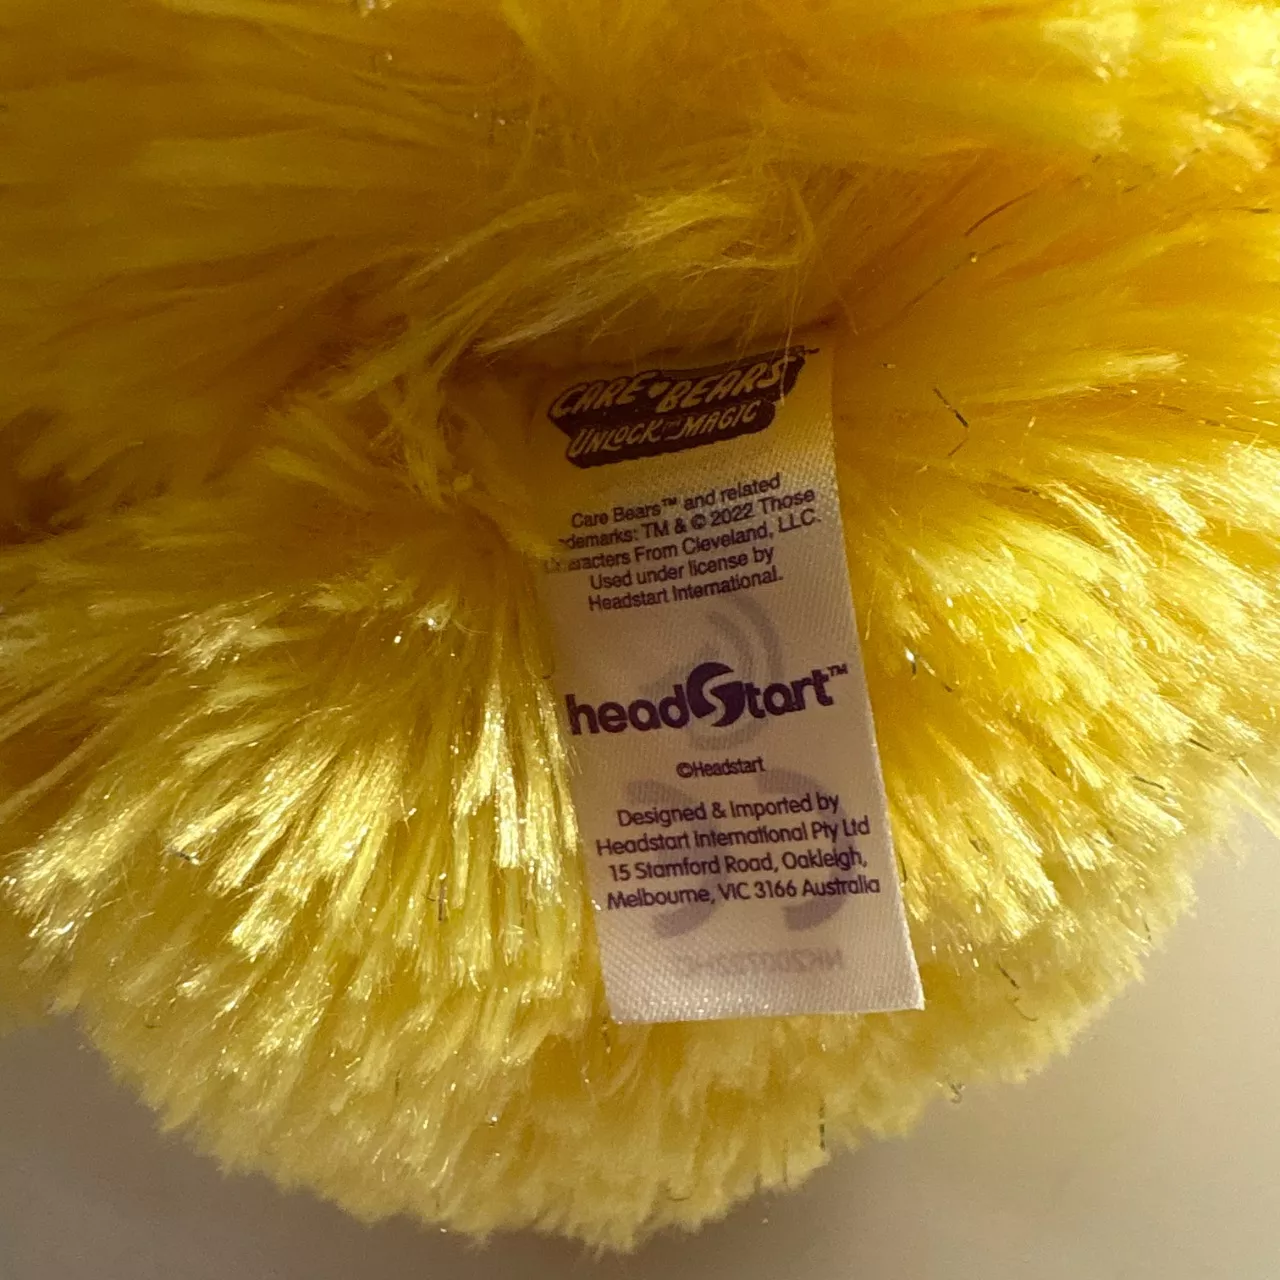 CARE BEARS™
UNLOCK THE MAGIC
Care Bears™ and related
demarks: TM & © 2022 Those
acters From Cleveland, LLC.
Used under license by
Headstart International.
headstart™
©Headstart
Designed & Imported by
Headstart International Pty Ltd
15 Stamford Road, Oakleigh,
Melbourne, VIC 3166 Australia